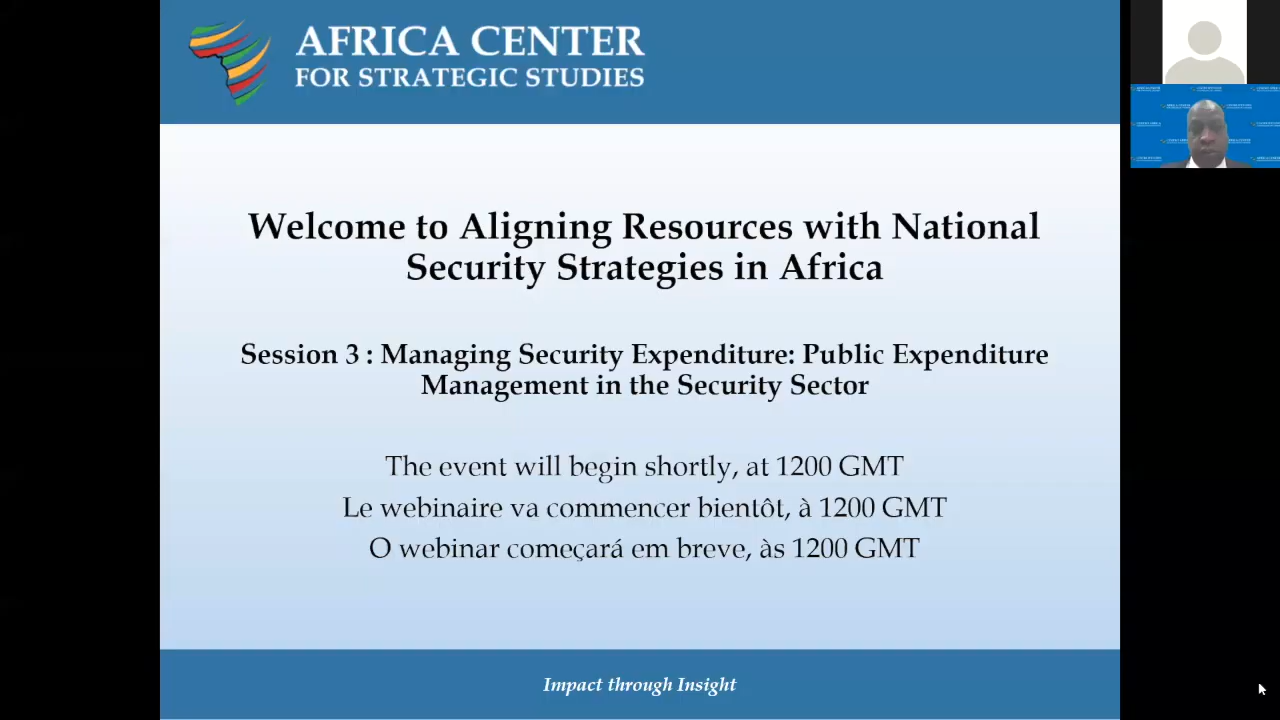 AFRICA CENTER
FOR STRATEGIC STUDIES
Welcome to Aligning Resources with National
Security Strategies in Africa
Session 3 : Managing Security Expenditure: Public Expenditure
Management in the Security Sector
The event will begin shortly, at 1200 GMT
Le webinaire va commencer bientôt, à 1200 GMT
O webinar começará em breve, às 1200 GMT
Impact through Insight